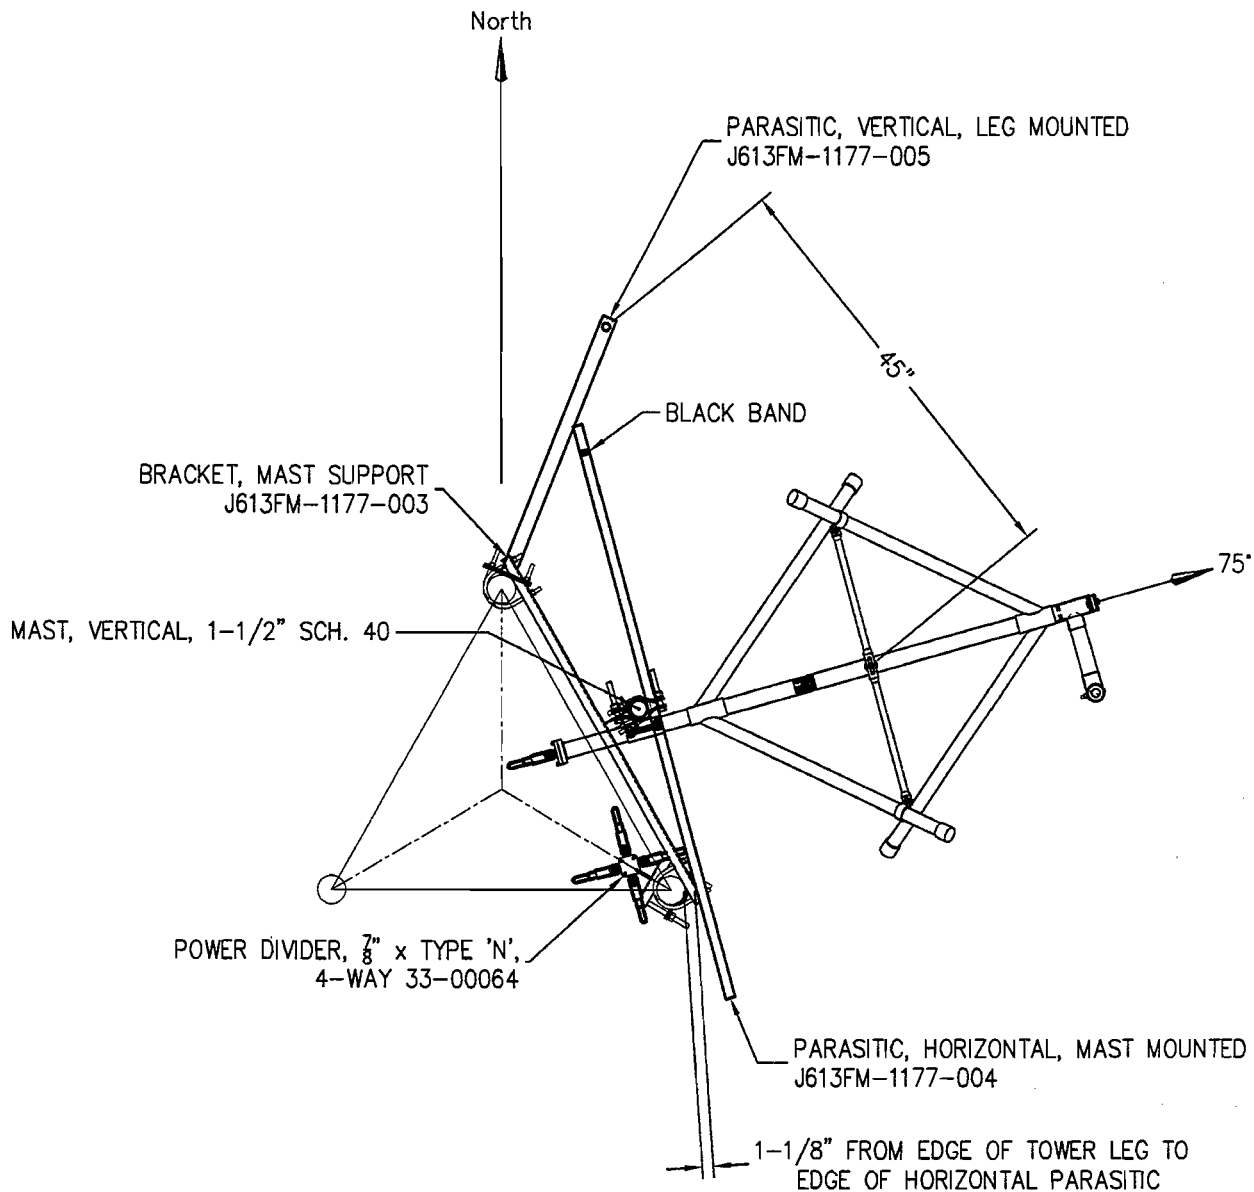 North
PARASITIC, VERTICAL, LEG MOUNTED
J613FM-1177-005
45"
BLACK BAND
BRACKET, MAST SUPPORT
J613FM-1177-003
75°
MAST, VERTICAL, 1-1/2" SCH. 40
POWER DIVIDER, 7/8" x TYPE 'N',
4-WAY 33-00064
PARASITIC, HORIZONTAL, MAST MOUNTED
J613FM-1177-004
1-1/8" FROM EDGE OF TOWER LEG TO
EDGE OF HORIZONTAL PARASITIC